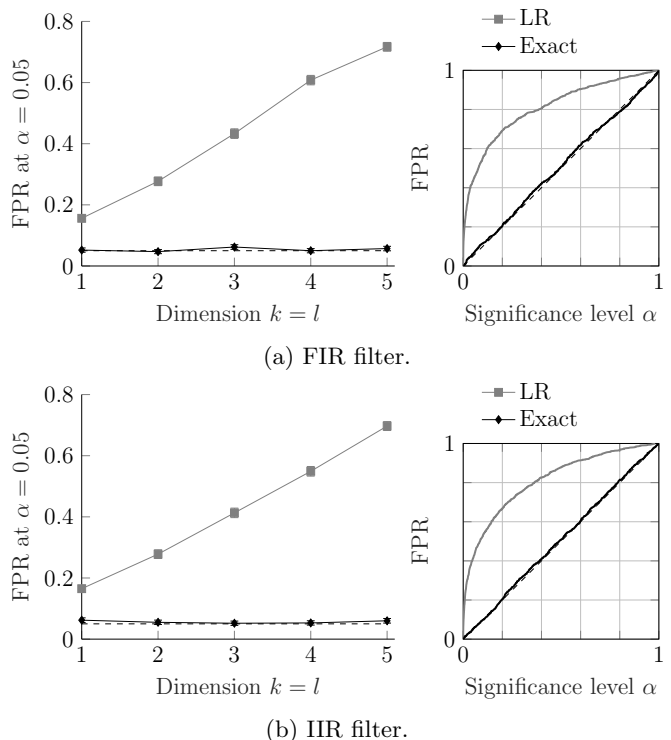 LR
Exact
0.8
0.6
0.4
0.2
0
FPR at α = 0.05
1 2 3 4 5
Dimension k = l
1
0
FPR
0 1
Significance level α
(a) FIR filter.
LR
Exact
0.8
0.6
0.4
0.2
0
FPR at α = 0.05
1 2 3 4 5
Dimension k = l
1
0
FPR
0 1
Significance level α
(b) IIR filter.